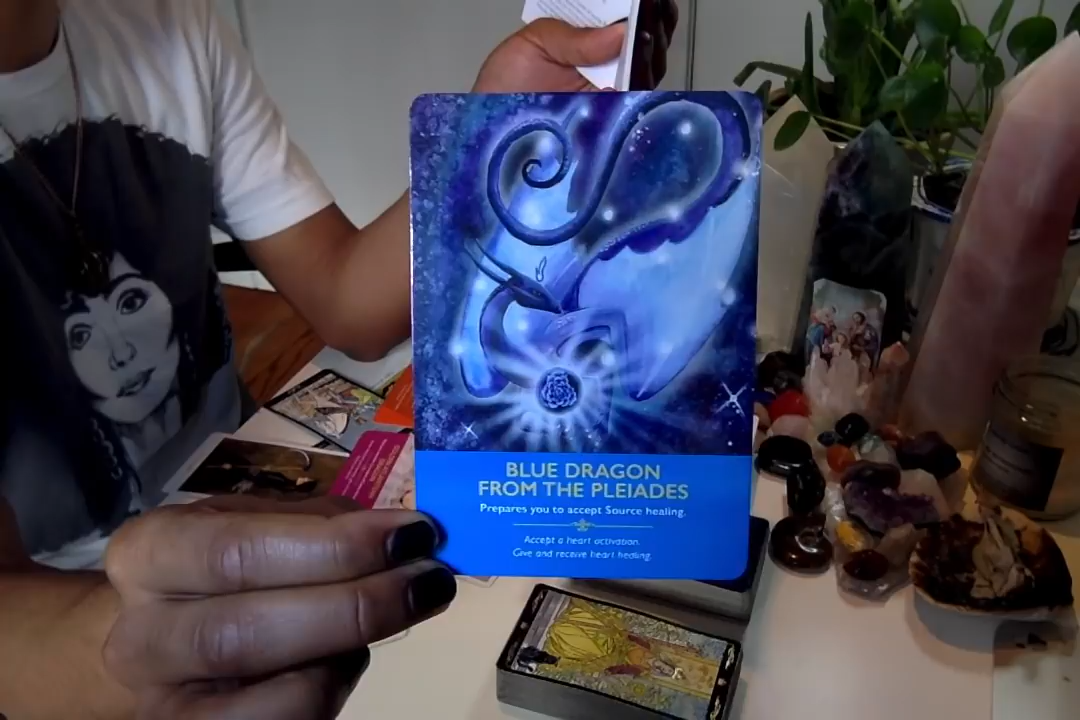 BLUE DRAGON
FROM THE PLEIADES
Prepares you to accept Source healing.
Accept a heart activation.
Give and receive heart healing.